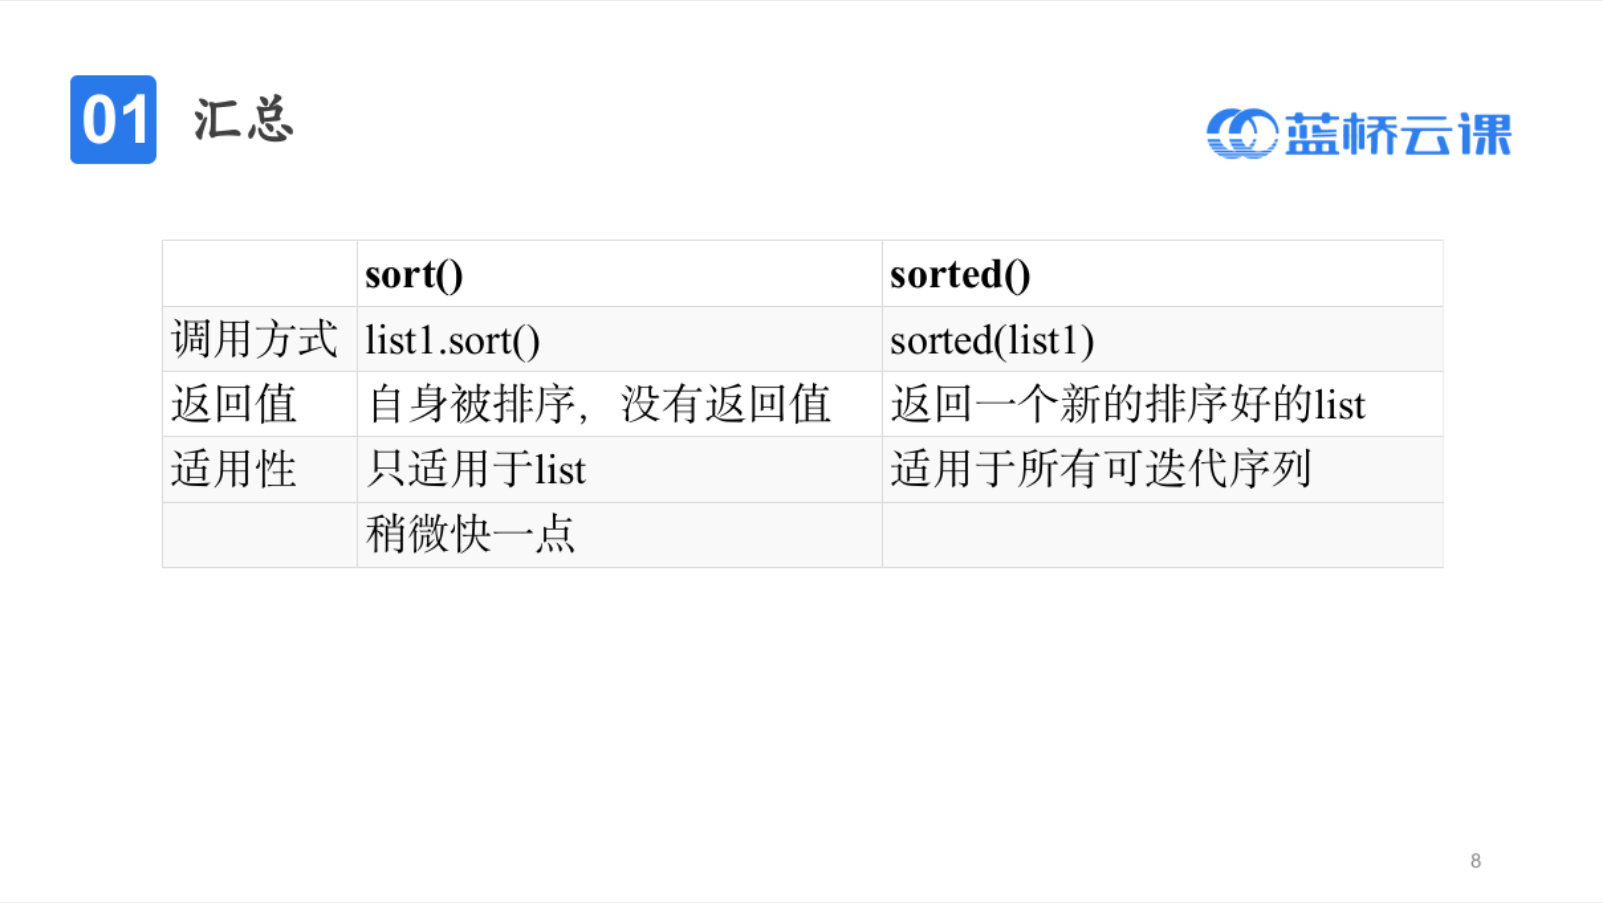 01 汇总
蓝桥云课
sort() sorted()
调用方式 list1.sort() sorted(list1)
返回值 自身被排序，没有返回值 返回一个新的排序好的list
适用性 只适用于list 适用于所有可迭代序列
稍微快一点
8